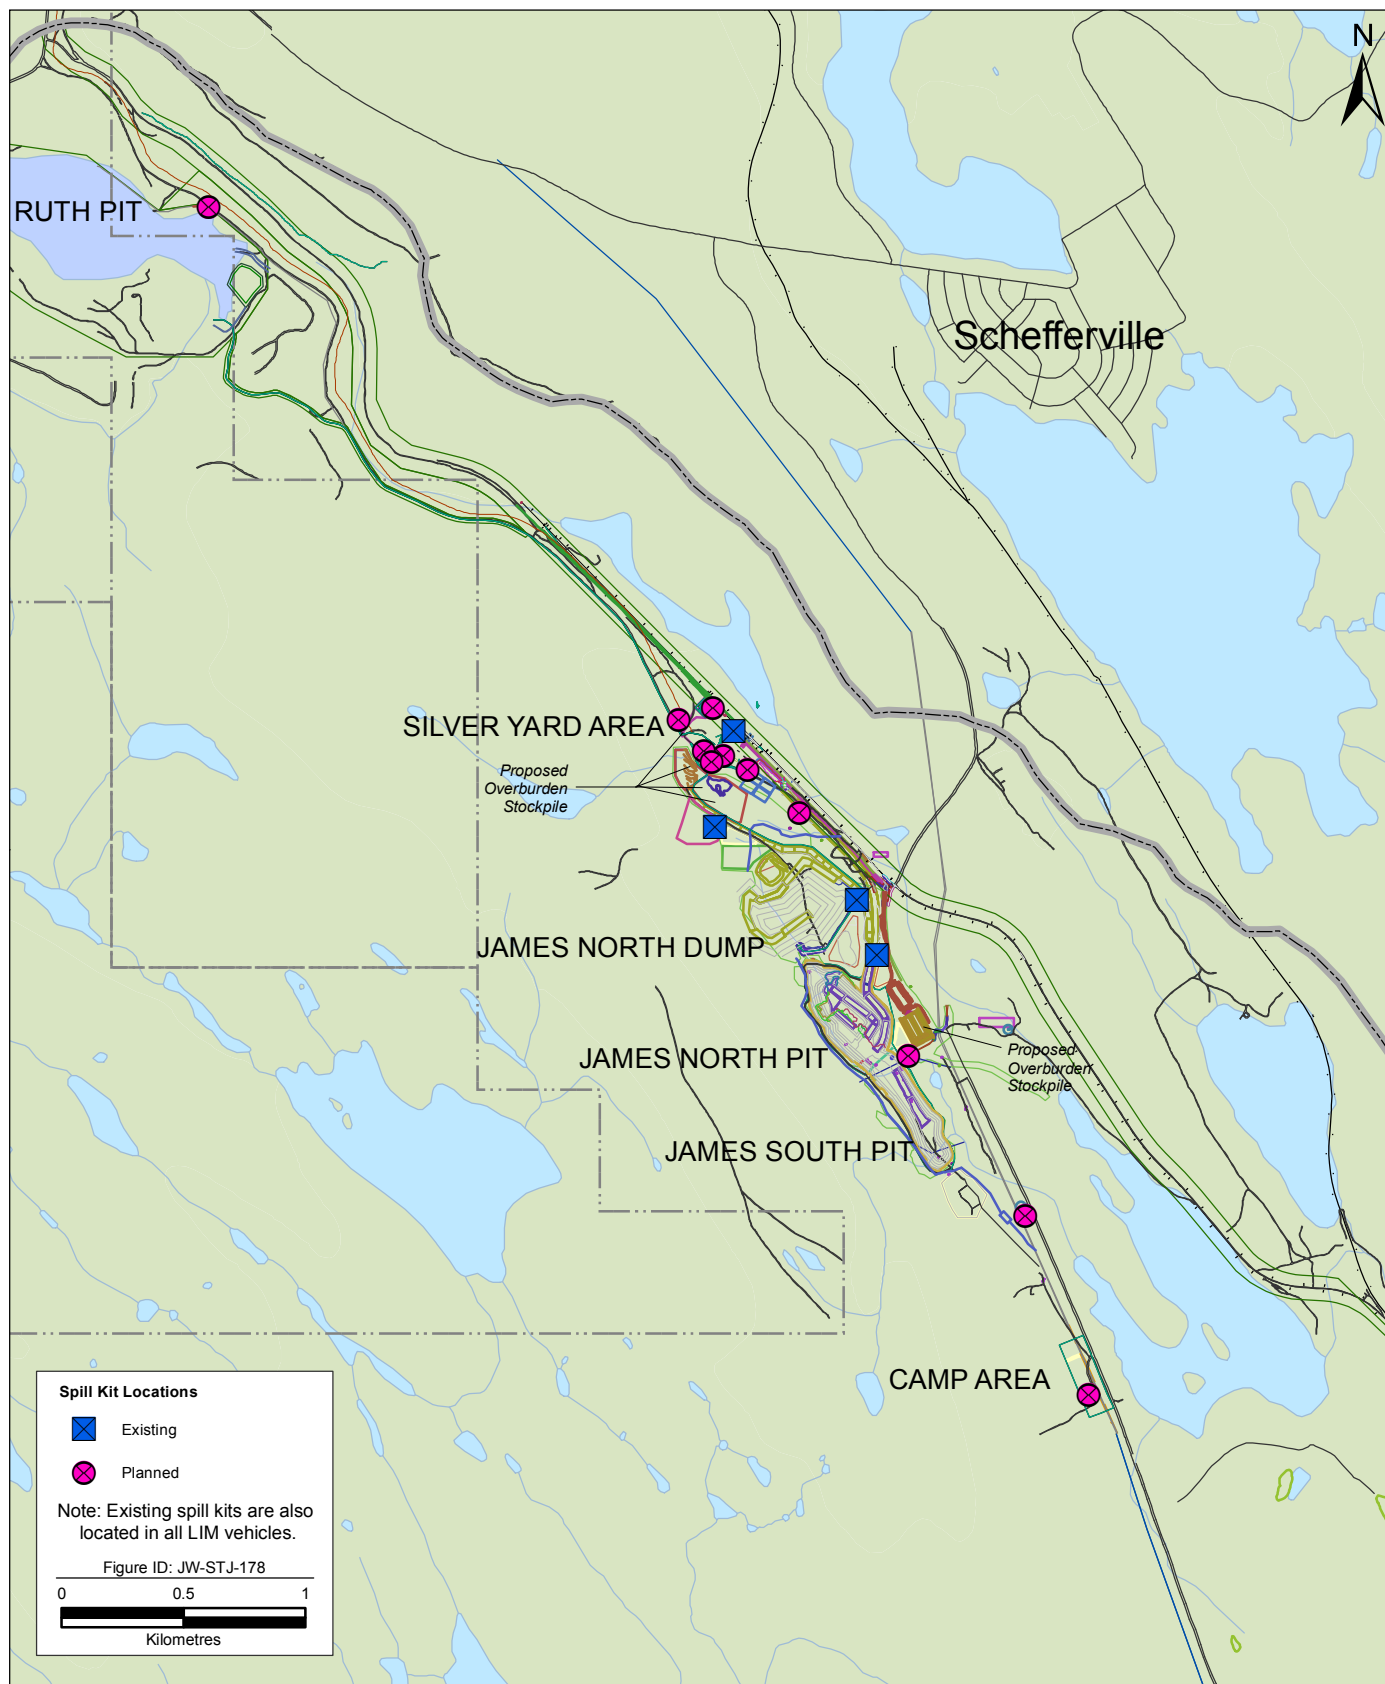 N
RUTH PIT
Schefferville
SILVER YARD AREA
Proposed
Overburden
Stockpile
JAMES NORTH DUMP
JAMES NORTH PIT
Proposed
Overburden
Stockpile
JAMES SOUTH PIT
CAMP AREA
Spill Kit Locations
Existing
Planned
Note: Existing spill kits are also
located in all LIM vehicles.
Figure ID: JW-STJ-178
0 0.5 1
Kilometres